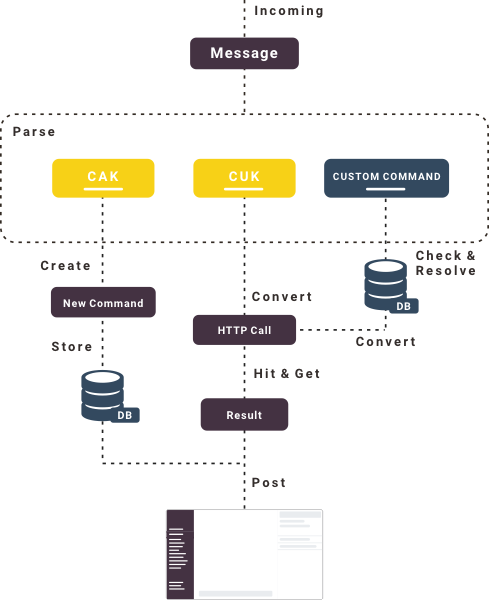 Incoming
Message
Parse
CAK
CUK
CUSTOM COMMAND
Check &
Resolve
Create
New Command
Convert
DB
HTTP Call
Convert
Store
Hit & Get
DB
Result
Post